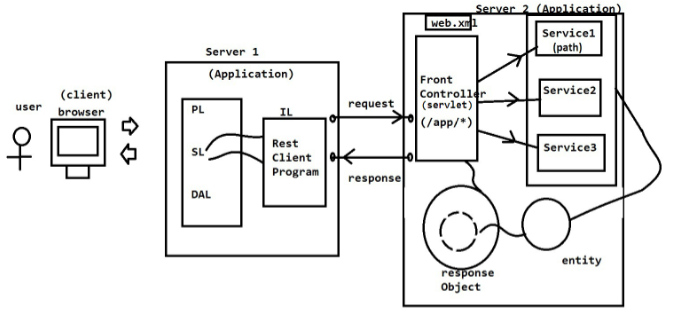 Server 2 (Application)
web.xml
Service1
(path)
Server 1
(Application)
Front
Controller
(servlet)
(/app/*)
(client)
browser
user
PL
IL
request
Service2
SL
Rest
Client
Program
Service3
response
DAL
entity
response
Object